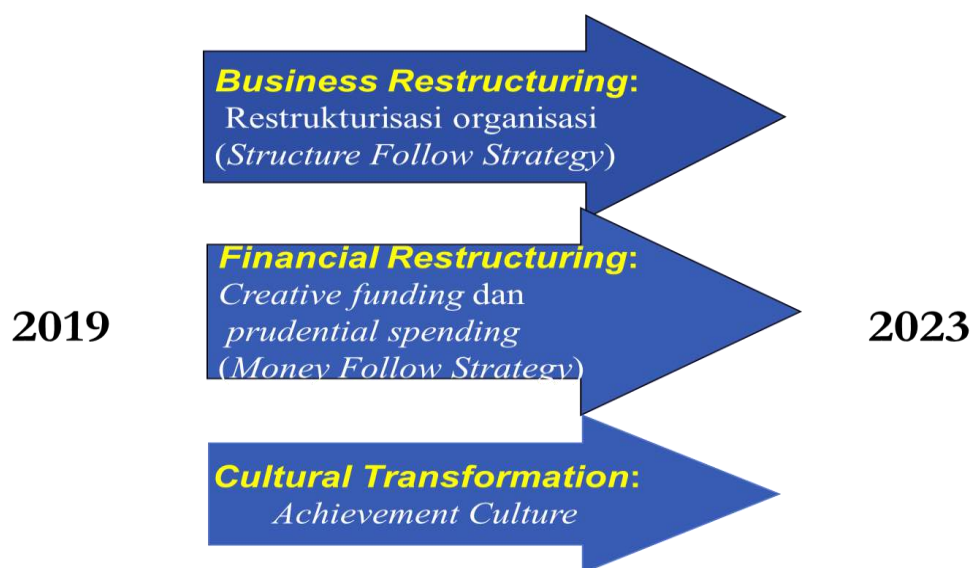 Business Restructuring:
Restrukturisasi organisasi
(Structure Follow Strategy)
Financial Restructuring:
Creative funding dan
prudential spending
(Money Follow Strategy)
2019
2023
Cultural Transformation:
Achievement Culture